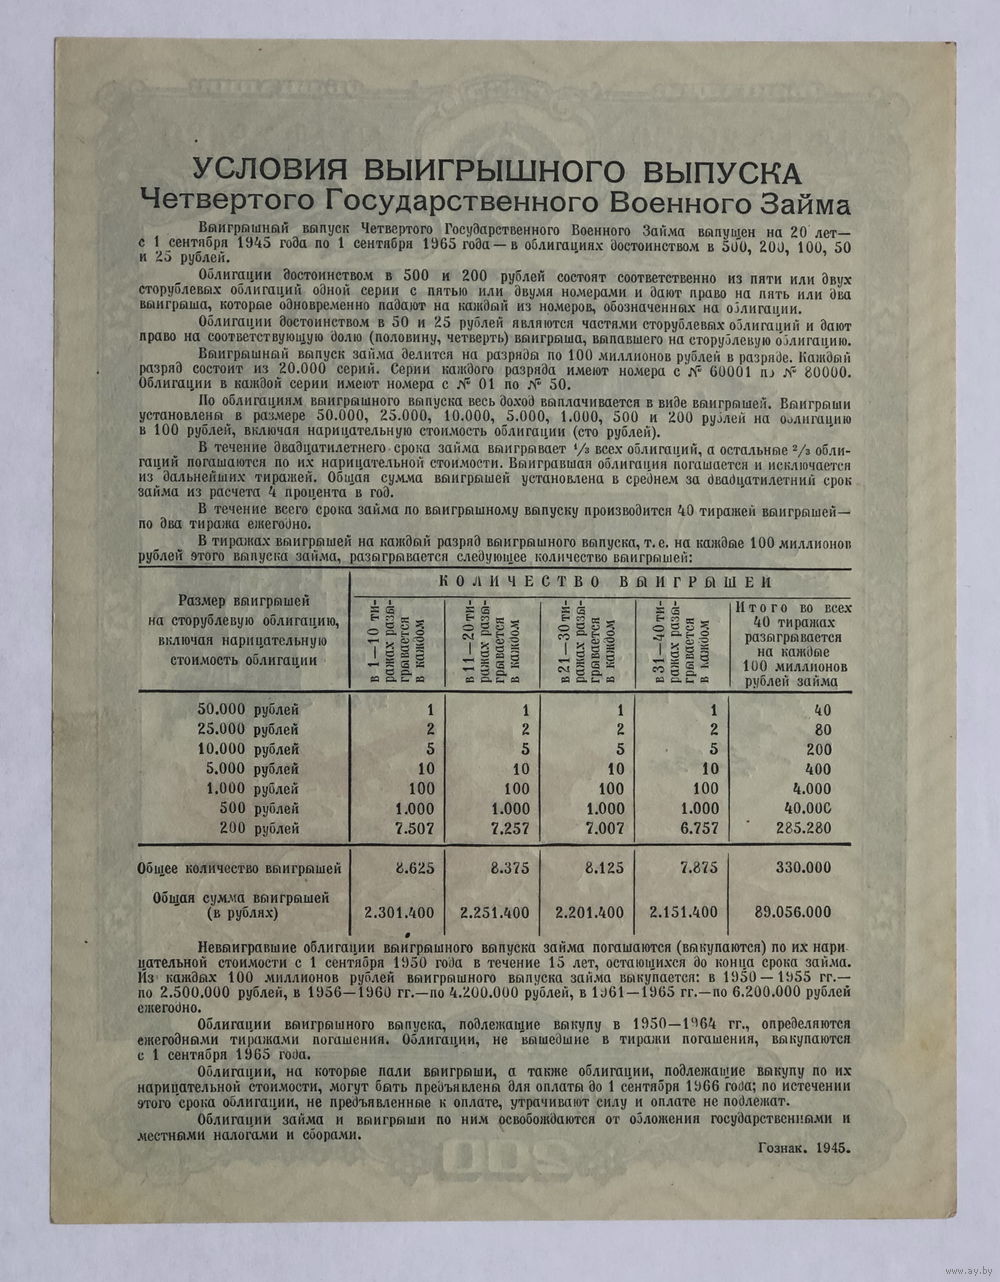 УСЛОВИЯ ВЫИГРЫШНОГО ВЫПУСКА
Четвертого Государственного Военного Займа
Выигрышный выпуск Четвертого Государственного Военного Займа выпущен на 20 лет—
с 1 сентября 1945 года по 1 сентября 1965 года — в облигациях достоинством в 500, 200, 100, 50
и 25 рублей.
Облигации достоинством в 500 и 200 рублей состоят соответственно из пяти или двух
сторублевых облигаций одной серии с пятью или двумя номерами и дают право на пять или два
выигрыша, которые одновременно падают на каждый из номеров, обозначенных на облигации.
Облигации достоинством в 50 и 25 рублей являются частями сторублевых облигаций и дают
право на соответствующую долю (половину, четверть) выигрыша, выпавшего на сторублевую облигацию.
Выигрышный выпуск займа делится на разряды по 100 миллионов рублей в разряде. Каждый
разряд состоит из 20.000 серий. Серии каждого разряда имеют номера с № 60001 по № 80000.
Облигации в каждой серии имеют номера с № 01 по № 50.
По облигациям выигрышного выпуска весь доход выплачивается в виде выигрышей. Выигрыши
установлены в размере 50.000, 25.000, 10.000, 5.000, 1.000, 500 и 200 рублей на облигацию
в 100 рублей, включая нарицательную стоимость облигации (сто рублей).
В течение двадцатилетнего срока займа выигрывает ¹/₃ всех облигаций, а остальные ²/₃ обли-
гаций погашаются по их нарицательной стоимости. Выигравшая облигация погашается и исключается
из дальнейших тиражей. Общая сумма выигрышей установлена в среднем за двадцатилетний срок
займа из расчета 4 процента в год.
В течение всего срока займа по выигрышному выпуску производится 40 тиражей выигрышей—
по два тиража ежегодно.
В тиражах выигрышей на каждый разряд выигрышного выпуска, т. е. на каждые 100 миллионов
рублей этого выпуска займа, разыгрывается следующее количество выигрышей:
Размер выигрышей
на сторублевую облигацию,
включая нарицательную
стоимость облигации
КОЛИЧЕСТВО ВЫИГРЫШЕЙ
в 1—10 ти-
ражах разы-
грывается
в каждом
в 11—20 ти-
ражах разы-
грывается
в каждом
в 21—30 ти-
ражах разы-
грывается
в каждом
в 31—40 ти-
ражах разы-
грывается
в каждом
Итого во всех
40 тиражах
разыгрывается
на каждые
100 миллионов
рублей займа
50.000 рублей 1 1 1 1 40
25.000 рублей 2 2 2 2 80
10.000 рублей 5 5 5 5 200
5.000 рублей 10 10 10 10 400
1.000 рублей 100 100 100 100 4.000
500 рублей 1.000 1.000 1.000 1.000 40.000
200 рублей 7.507 7.257 7.007 6.757 285.280
Общее количество выигрышей 8.625 8.375 8.125 7.875 330.000
Общая сумма выигрышей
(в рублях) 2.301.400 2.251.400 2.201.400 2.151.400 89.056.000
Невыигравшие облигации выигрышного выпуска займа погашаются (выкупаются) по их нари-
цательной стоимости с 1 сентября 1950 года в течение 15 лет, остающихся до конца срока займа.
Из каждых 100 миллионов рублей выигрышного выпуска займа выкупается: в 1950 — 1955 гг.—
по 2.500.000 рублей, в 1956—1960 гг.—по 4.200.000 рублей, в 1961—1965 гг.—по 6.200.000 рублей
ежегодно.
Облигации выигрышного выпуска, подлежащие выкупу в 1950—1964 гг., определяются
ежегодными тиражами погашения. Облигации, не вышедшие в тиражи погашения, выкупаются
с 1 сентября 1965 года.
Облигации, на которые пали выигрыши, а также облигации, подлежащие выкупу по их
нарицательной стоимости, могут быть предъявлены для оплаты до 1 сентября 1966 года; по истечении
этого срока облигации, не предъявленные к оплате, утрачивают силу и оплате не подлежат.
Облигации займа и выигрыши по ним освобождаются от обложения государственными и
местными налогами и сборами.
Гознак. 1945.
www.ay.by